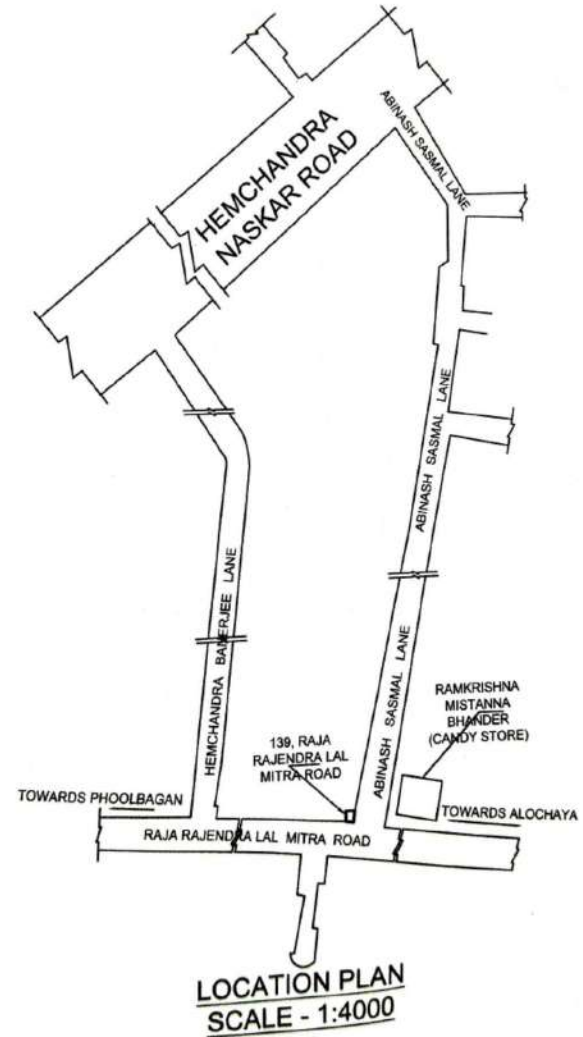 HEMCHANDRA
NASKAR ROAD
ABINASH SASMAL LANE
ABINASH SASMAL LANE
HEMCHANDRA BANERJEE LANE
ABINASH SASMAL LANE
RAMKRISHNA
MISTANNA
BHANDER
(CANDY STORE)
139, RAJA
RAJENDRA LAL
MITRA ROAD
TOWARDS PHOOLBAGAN
TOWARDS ALOCHAYA
RAJA RAJENDRA LAL MITRA ROAD
LOCATION PLAN
SCALE - 1:4000